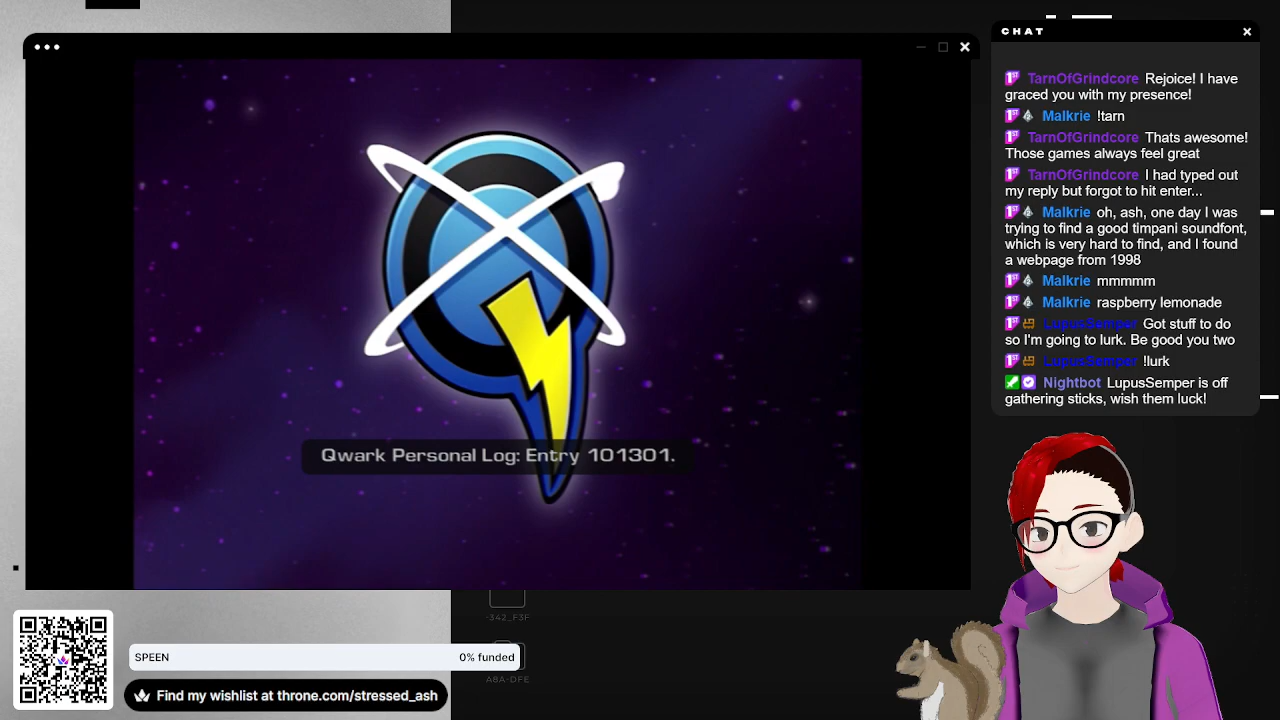 CHAT
TarnOfGrindcore Rejoice! I have
graced you with my presence!
Malkrie !tarn
TarnOfGrindcore Thats awesome!
Those games always feel great
TarnOfGrindcore I had typed out
my reply but forgot to hit enter...
Malkrie oh, ash, one day I was
trying to find a good timpani soundfont,
which is very hard to find, and I found
a webpage from 1998
Malkrie mmmmm
Malkrie raspberry lemonade
LupusSemper Got stuff to do
so I'm going to lurk. Be good you two
LupusSemper !lurk
Nightbot LupusSemper is off
gathering sticks, wish them luck!
Qwark Personal Log: Entry 101301.
-342_F3F
SPEEN 0% funded
A8A-DFE
Find my wishlist at throne.com/stressed_ash